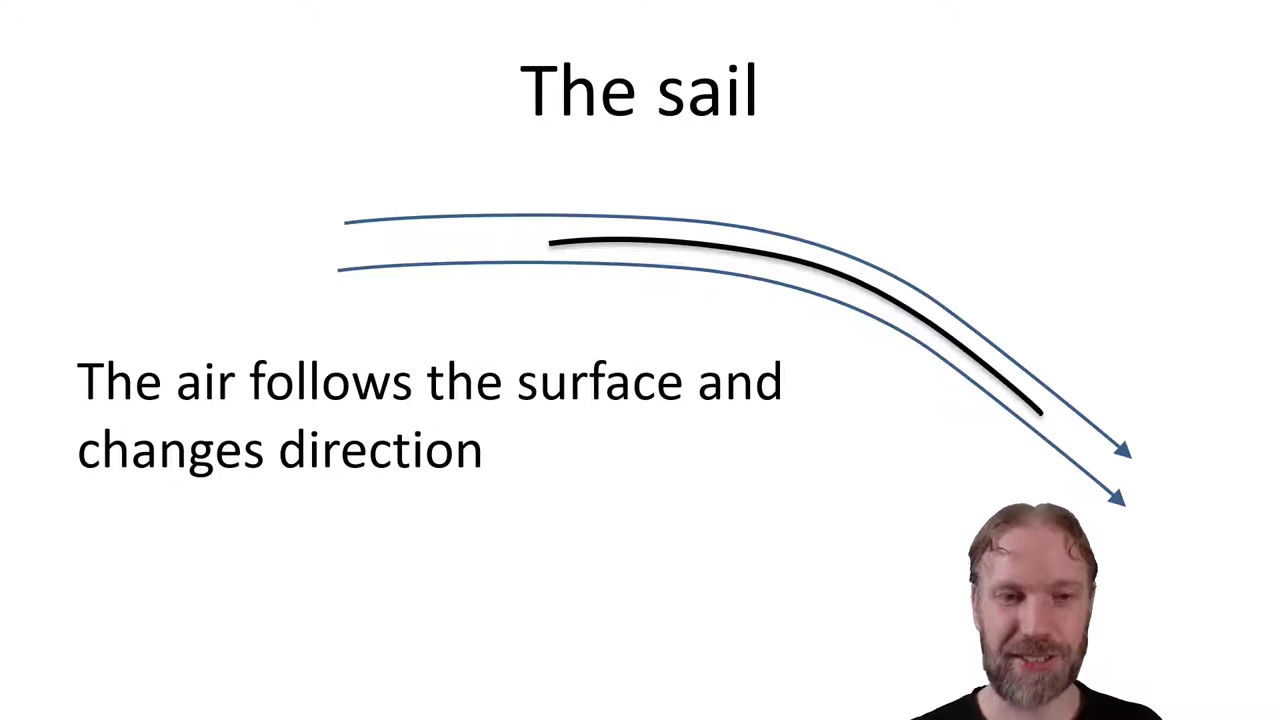 The sail
The air follows the surface and
changes direction